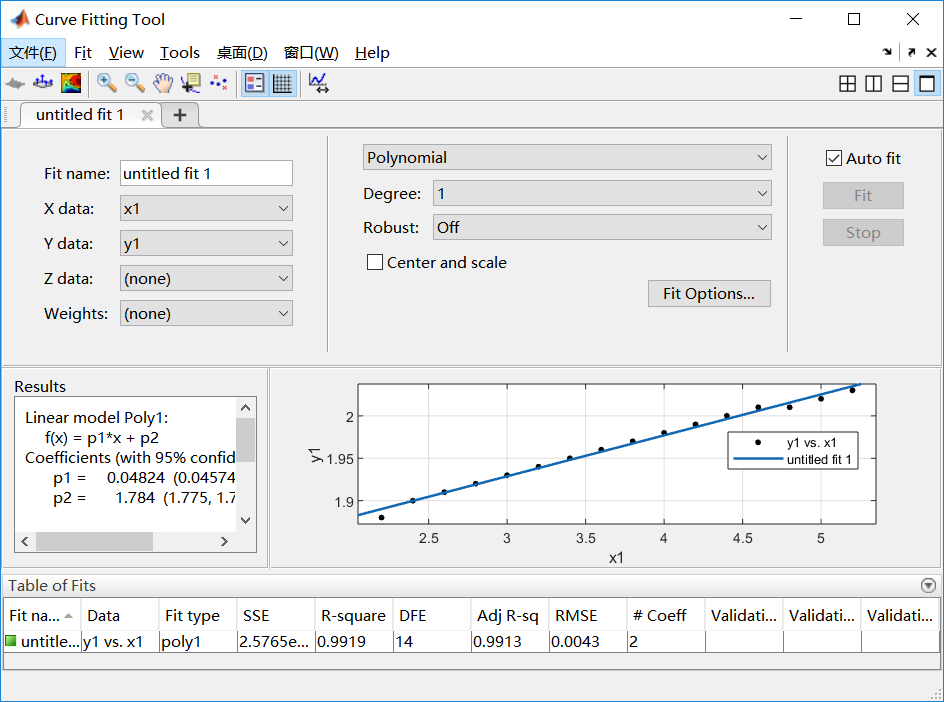 Curve Fitting Tool
文件(F) Fit View Tools 桌面(D) 窗口(W) Help
untitled fit 1
Fit name: untitled fit 1
X data: x1
Y data: y1
Z data: (none)
Weights: (none)
Polynomial
Degree: 1
Robust: Off
Center and scale
Fit Options...
Auto fit
Fit
Stop
Results
Linear model Poly1:
f(x) = p1*x + p2
Coefficients (with 95% confid
p1 = 0.04824 (0.04574
p2 = 1.784 (1.775, 1.7
2
1.95
1.9
y1
y1 vs. x1
untitled fit 1
2.5 3 3.5 4 4.5 5
x1
Table of Fits
Fit na... Data Fit type SSE R-square DFE Adj R-sq RMSE # Coeff Validati... Validati... Validati...
untitle... y1 vs. x1 poly1 2.5765e... 0.9919 14 0.9913 0.0043 2